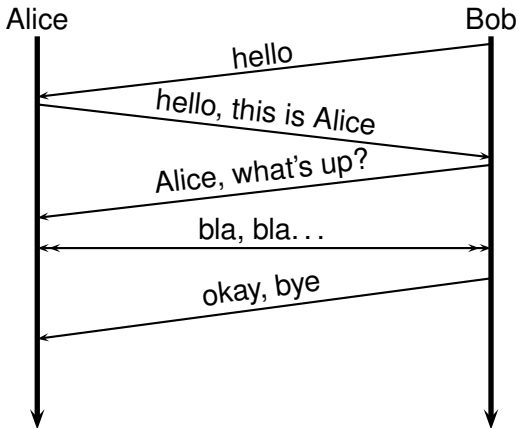 Alice
Bob
hello
hello, this is Alice
Alice, what's up?
bla, bla...
okay, bye